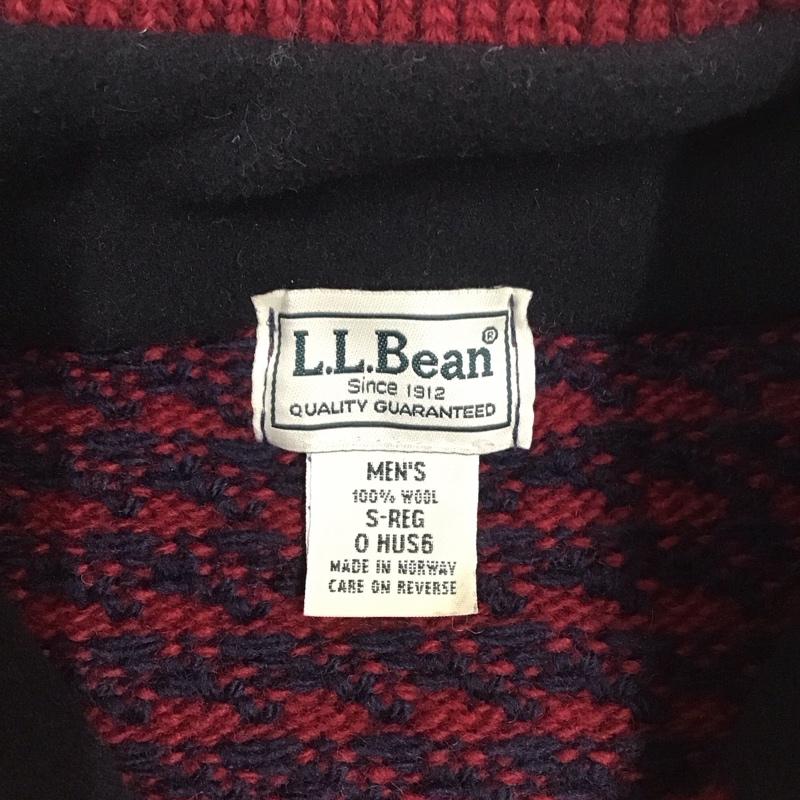 L.L.Bean®
Since 1912
QUALITY GUARANTEED
MEN'S
100% WOOL
S-REG
0 HUS6
MADE IN NORWAY
CARE ON REVERSE